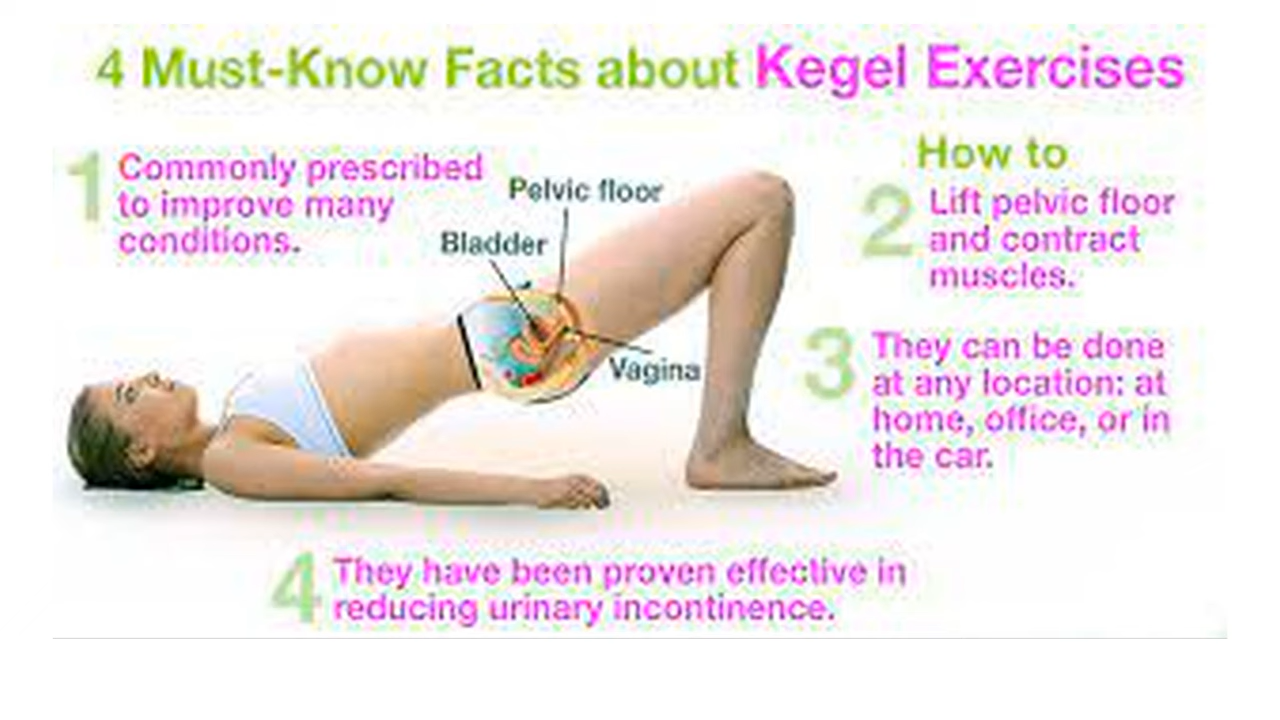 4 Must-Know Facts about Kegel Exercises
1 Commonly prescribed
to improve many
conditions.
Pelvic floor
Bladder
Vagina
How to
2 Lift pelvic floor
and contract
muscles.
3 They can be done
at any location: at
home, office, or in
the car.
4 They have been proven effective in
reducing urinary incontinence.